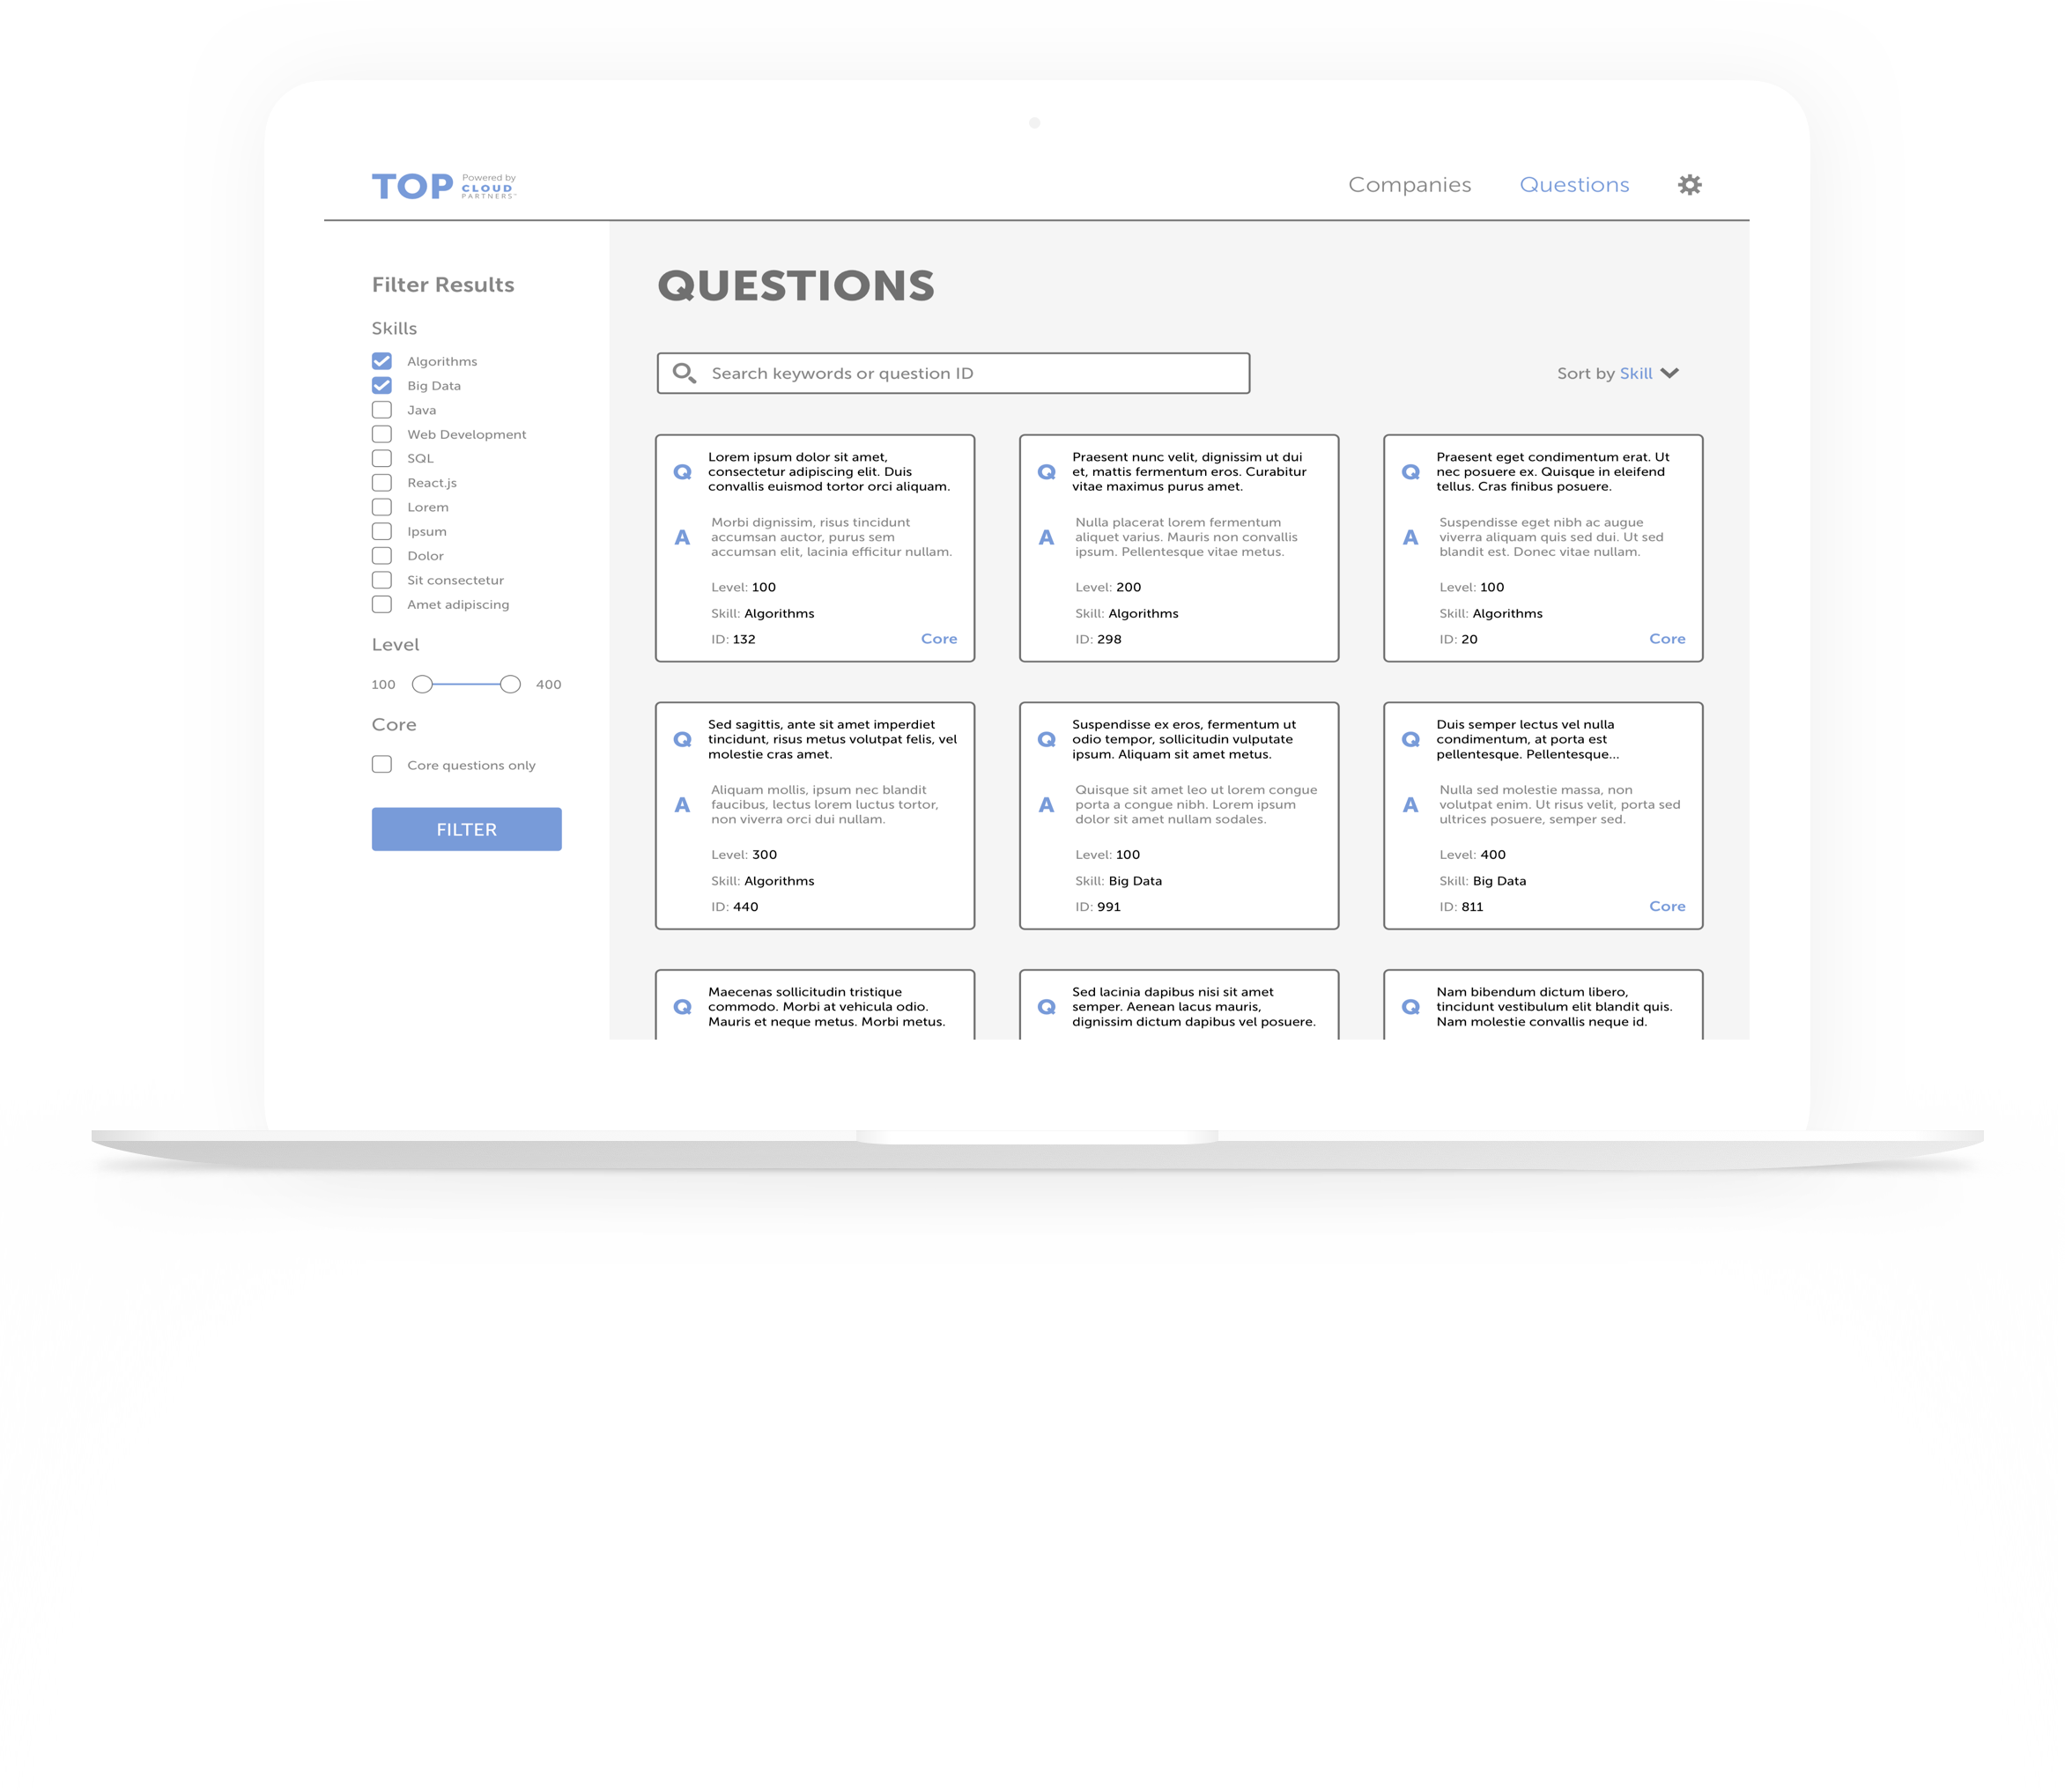 TOP
Powered by
CLOUD
PARTNERS
Companies
Questions
Filter Results
Skills
Algorithms
Big Data
Java
Web Development
SQL
React.js
Lorem
Ipsum
Dolor
Sit consectetur
Amet adipiscing
Level
100
400
Core
Core questions only
FILTER
QUESTIONS
Search keywords or question ID
Sort by Skill
Q
Lorem ipsum dolor sit amet,
consectetur adipiscing elit. Duis
convallis euismod tortor orci aliquam.
A
Morbi dignissim, risus tincidunt
accumsan auctor, purus sem
accumsan elit, lacinia efficitur nullam.
Level: 100
Skill: Algorithms
ID: 132
Core
Q
Praesent nunc velit, dignissim ut dui
et, mattis fermentum eros. Curabitur
vitae maximus purus amet.
A
Nulla placerat lorem fermentum
aliquet varius. Mauris non convallis
ipsum. Pellentesque vitae metus.
Level: 200
Skill: Algorithms
ID: 298
Q
Praesent eget condimentum erat. Ut
nec posuere ex. Quisque in eleifend
tellus. Cras finibus posuere.
A
Suspendisse eget nibh ac augue
viverra aliquam quis sed dui. Ut sed
blandit est. Donec vitae nullam.
Level: 100
Skill: Algorithms
ID: 20
Core
Q
Sed sagittis, ante sit amet imperdiet
tincidunt, risus metus volutpat felis, vel
molestie cras amet.
A
Aliquam mollis, ipsum nec blandit
faucibus, lectus lorem luctus tortor,
non viverra orci dui nullam.
Level: 300
Skill: Algorithms
ID: 440
Q
Suspendisse ex eros, fermentum ut
odio tempor, sollicitudin vulputate
ipsum. Aliquam sit amet metus.
A
Quisque sit amet leo ut lorem congue
porta a congue nibh. Lorem ipsum
dolor sit amet nullam sodales.
Level: 100
Skill: Big Data
ID: 991
Q
Duis semper lectus vel nulla
condimentum, at porta est
pellentesque. Pellentesque...
A
Nulla sed molestie massa, non
volutpat enim. Ut risus velit, porta sed
ultrices posuere, semper sed.
Level: 400
Skill: Big Data
ID: 811
Core
Q
Maecenas sollicitudin tristique
commodo. Morbi at vehicula odio.
Mauris et neque metus. Morbi metus.
Q
Sed lacinia dapibus nisi sit amet
semper. Aenean lacus mauris,
dignissim dictum dapibus vel posuere.
Q
Nam bibendum dictum libero,
tincidunt vestibulum elit blandit quis.
Nam molestie convallis neque id.